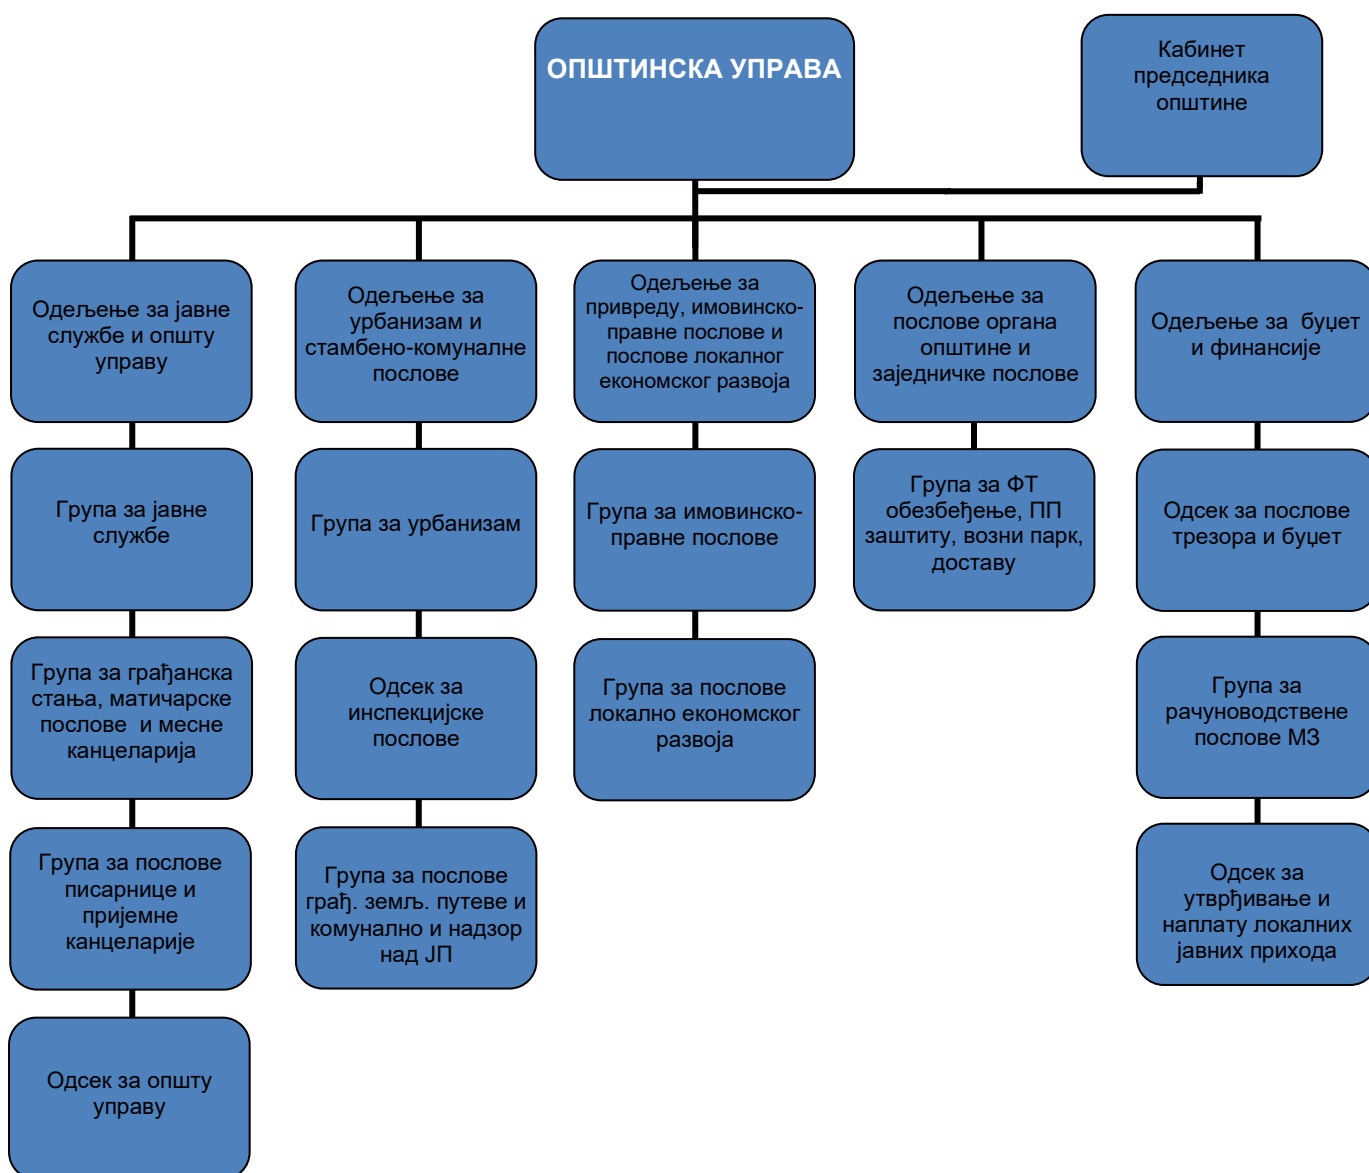 ОПШТИНСКА УПРАВА
Кабинет
председника
општине
Одељење за јавне
службе и општу
управу
Одељење за
урбанизам и
стамбено-комуналне
послове
Одељење за
привреду, имовинско-
правне послове и
послове локалног
економског развоја
Одељење за
послове органа
општине и
заједничке послове
Одељење за  буџет
и финансије
Група за јавне
службе
Група за урбанизам
Група за имовинско-
правне послове
Група за ФТ
обезбеђење, ПП
заштиту, возни парк,
доставу
Одсек за послове
трезора и буџет
Група за грађанска
стања, матичарске
послове  и месне
канцеларија
Одсек за
инспекцијске
послове
Група за послове
локално економског
развоја
Група за
рачуноводствене
послове МЗ
Група за послове
писарнице и
пријемне
канцеларије
Група за послове
грађ. земљ. путеве и
комунално и надзор
над ЈП
Одсек за
утврђивање и
наплату локалних
јавних прихода
Одсек за општу
управу